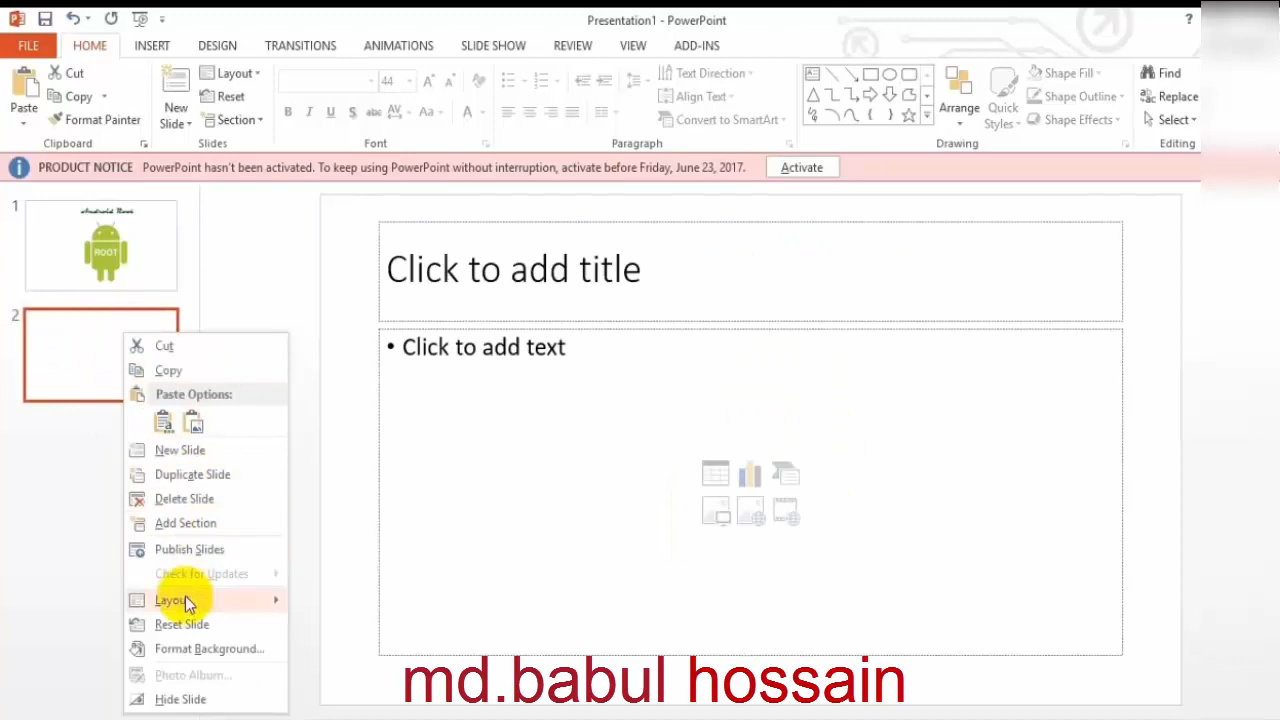 Presentation1 - PowerPoint
?
FILE HOME INSERT DESIGN TRANSITIONS ANIMATIONS SLIDE SHOW REVIEW VIEW ADD-INS
Cut Layout 44 Text Direction Shape Fill Find
Copy Reset Align Text Shape Outline Replace
Paste Format Painter New Slide Section B I U S abc AV Aa A Convert to SmartArt Arrange Quick Styles Shape Effects Select
Clipboard Slides Font Paragraph Drawing Editing
PRODUCT NOTICE PowerPoint hasn't been activated. To keep using PowerPoint without interruption, activate before Friday, June 23, 2017. Activate
1
Android Root
ROOT
2
Cut
Copy
Paste Options:
New Slide
Duplicate Slide
Delete Slide
Add Section
Publish Slides
Check for Updates
Layout
Reset Slide
Format Background...
Photo Album...
Hide Slide
Click to add title
• Click to add text
md.babul hossain